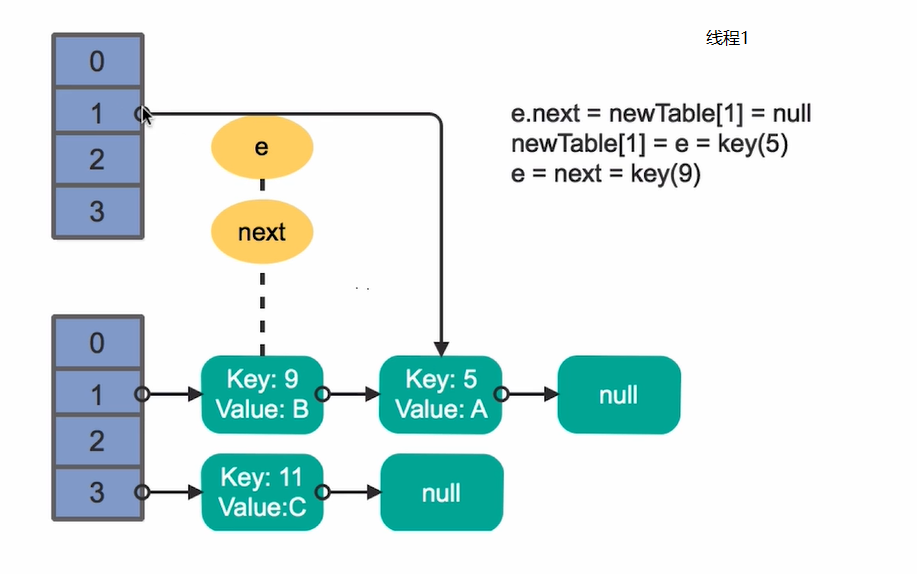 线程1
0
1
2
3
e
next
e.next = newTable[1] = null
newTable[1] = e = key(5)
e = next = key(9)
0
1
2
3
Key: 9
Value: B
Key: 5
Value: A
null
Key: 11
Value:C
null